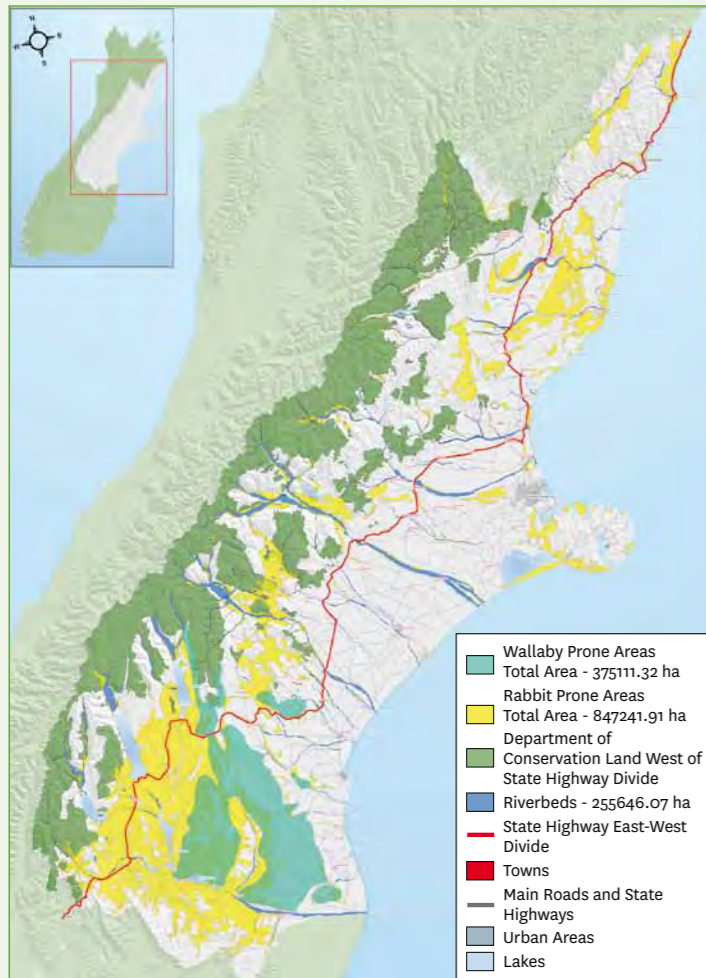 N
E
S
Wallaby Prone Areas
Total Area - 375111.32 ha
Rabbit Prone Areas
Total Area - 847241.91 ha
Department of
Conservation Land West of
State Highway Divide
Riverbeds - 255646.07 ha
State Highway East-West
Divide
Towns
Main Roads and State
Highways
Urban Areas
Lakes